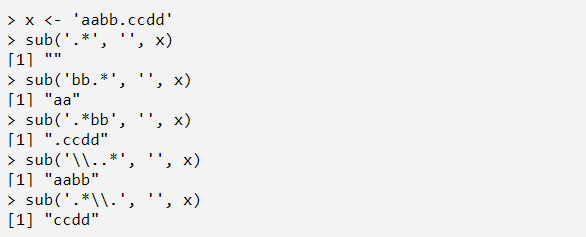 > x <- 'aabb.ccdd'
> sub('.*', '', x)
[1] ""
> sub('bb.*', '', x)
[1] "aa"
> sub('.*bb', '', x)
[1] ".ccdd"
> sub('\\..*', '', x)
[1] "aabb"
> sub('.*\\.', '', x)
[1] "ccdd"